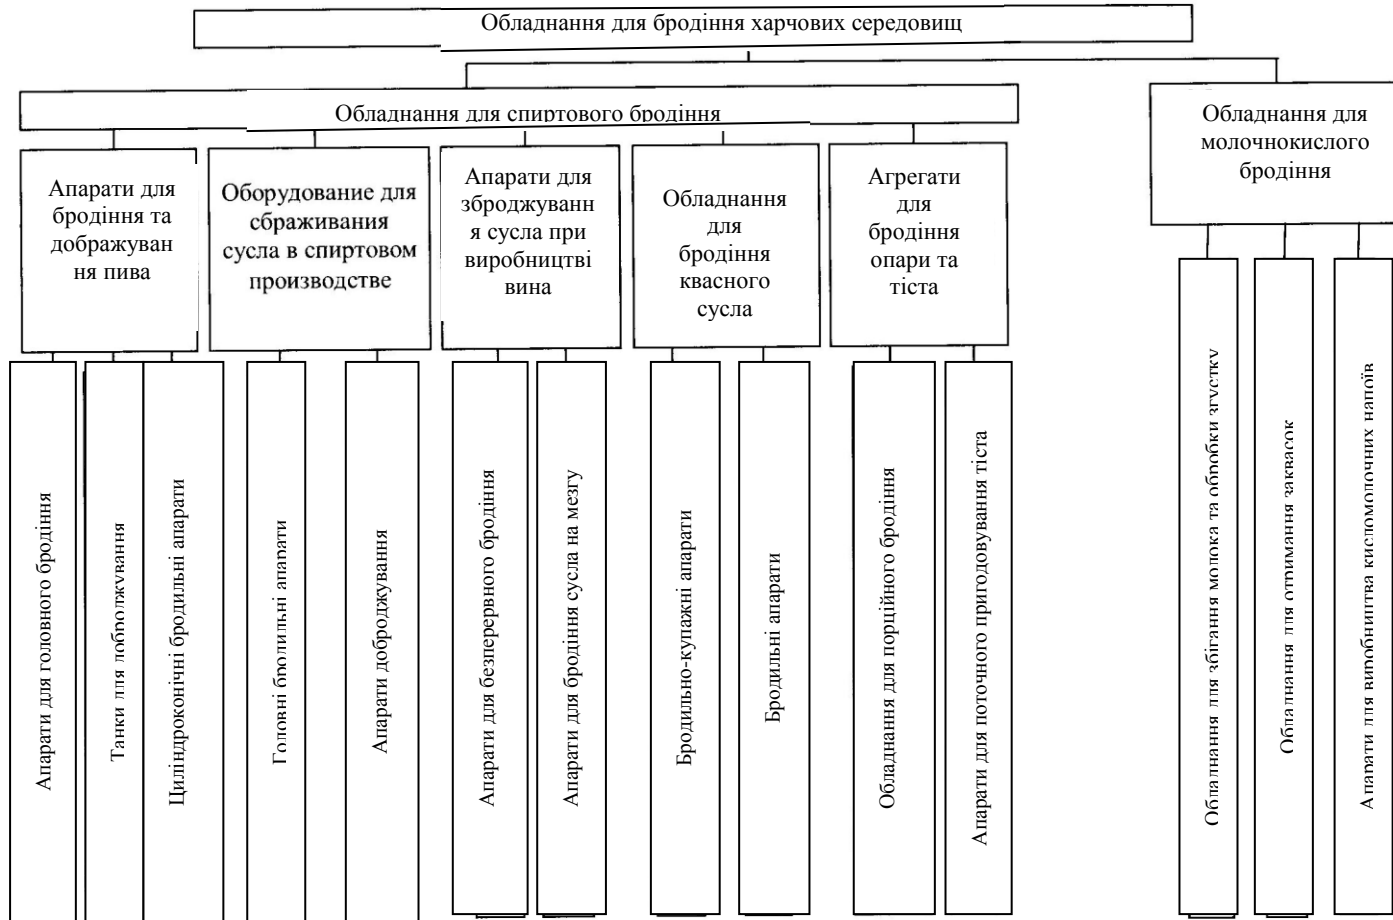 Обладнання для бродіння харчових середовищ
Обладнання для спиртового бродіння
Обладнання для
молочнокислого
бродіння
Апарати для
бродіння та
дображуван
ня пива
Оборудование для
сбраживания
сусла в спиртовом
производстве
Апарати для
зброджуванн
я сусла при
виробництві
вина
Обладнання
для
бродіння
квасного
сусла
Агрегати
для
бродіння
опари та
тіста
Апарати для головного бродіння
Танки для доброджування
Циліндроконічні бродильні апарати
Головні бродильні апарати
Апарати доброджування
Апарати для безперервного бродіння
Апарати для бродіння сусла на мезгу
Бродильно-купажні апарати
Бродильні апарати
Обладнання для порційного бродіння
Апарати для поточного пригодовування тіста
Обладнання для збігання молока та обробки згустку
Обладнання для отримання заквасок
Апарати для виробництва кисломолочних напоїв